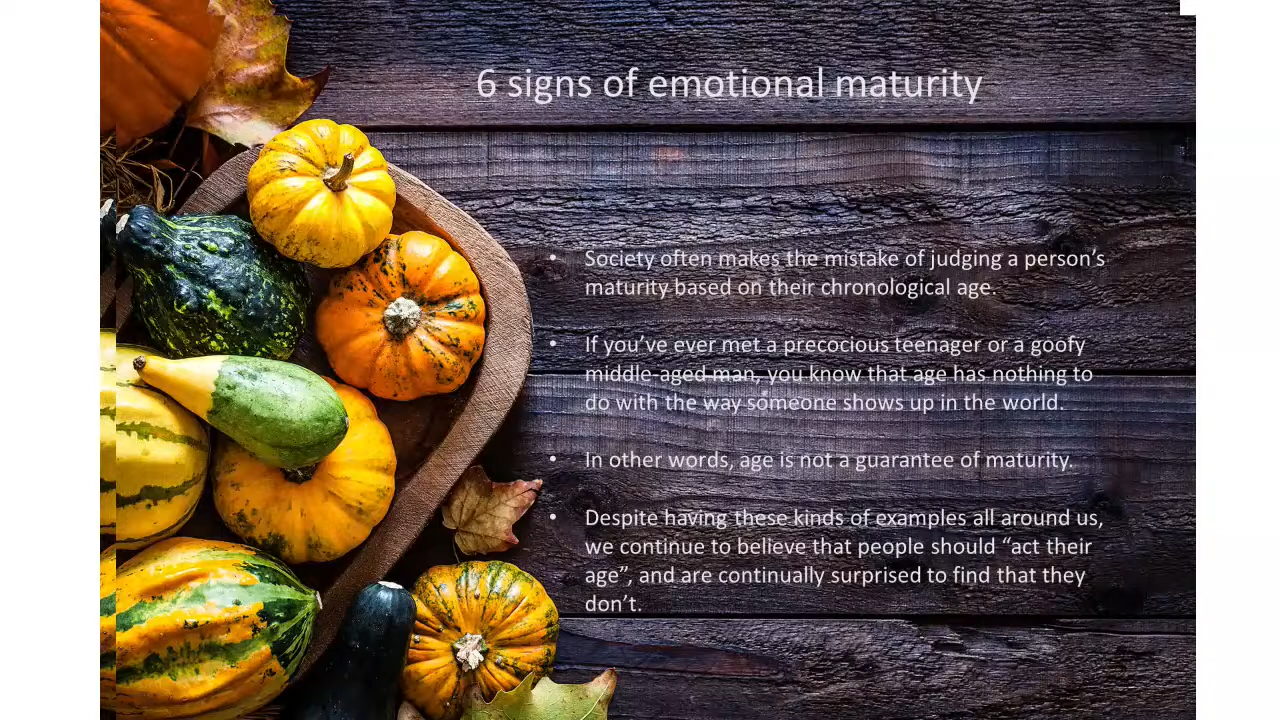 6 signs of emotional maturity
• Society often makes the mistake of judging a person’s
maturity based on their chronological age.
• If you’ve ever met a precocious teenager or a goofy
middle-aged man, you know that age has nothing to
do with the way someone shows up in the world.
• In other words, age is not a guarantee of maturity.
• Despite having these kinds of examples all around us,
we continue to believe that people should “act their
age”, and are continually surprised to find that they
don’t.